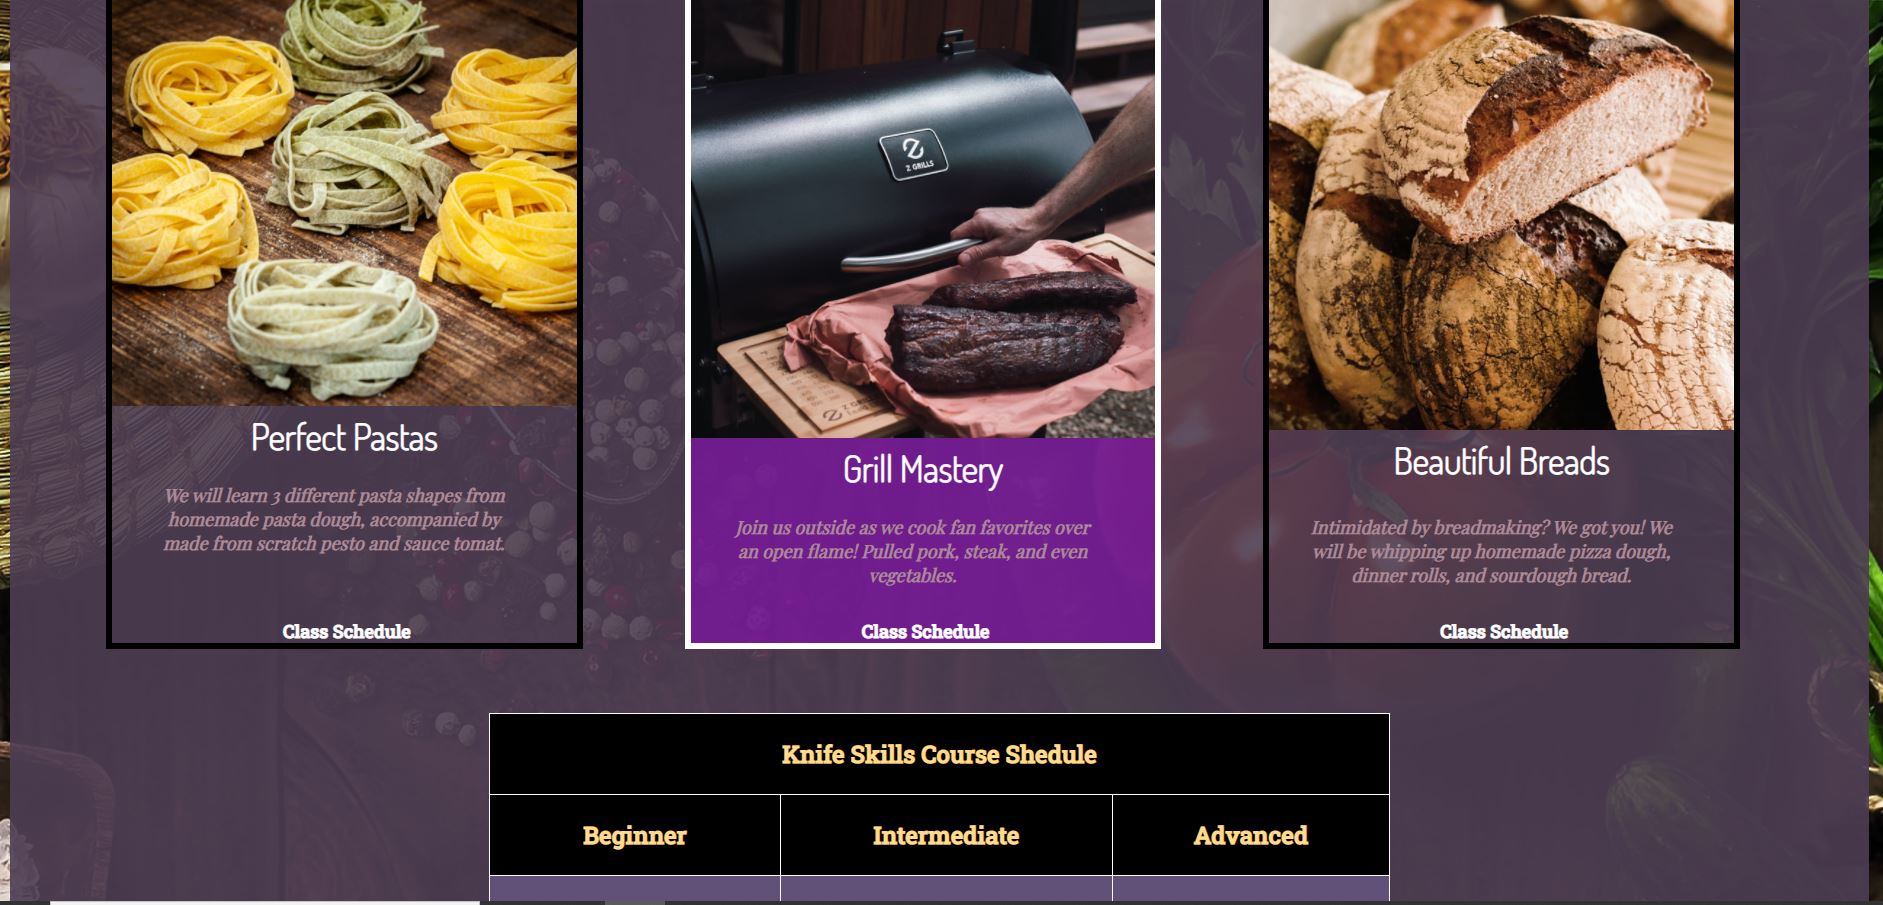 Z GRILLS
Perfect Pastas
We will learn 3 different pasta shapes from
homemade pasta dough, accompanied by
made from scratch pesto and sauce tomat.
Class Schedule
Grill Mastery
Join us outside as we cook fan favorites over
an open flame! Pulled pork, steak, and even
vegetables.
Class Schedule
Beautiful Breads
Intimidated by breadmaking? We got you! We
will be whipping up homemade pizza dough,
dinner rolls, and sourdough bread.
Class Schedule
Knife Skills Course Shedule
Beginner
Intermediate
Advanced